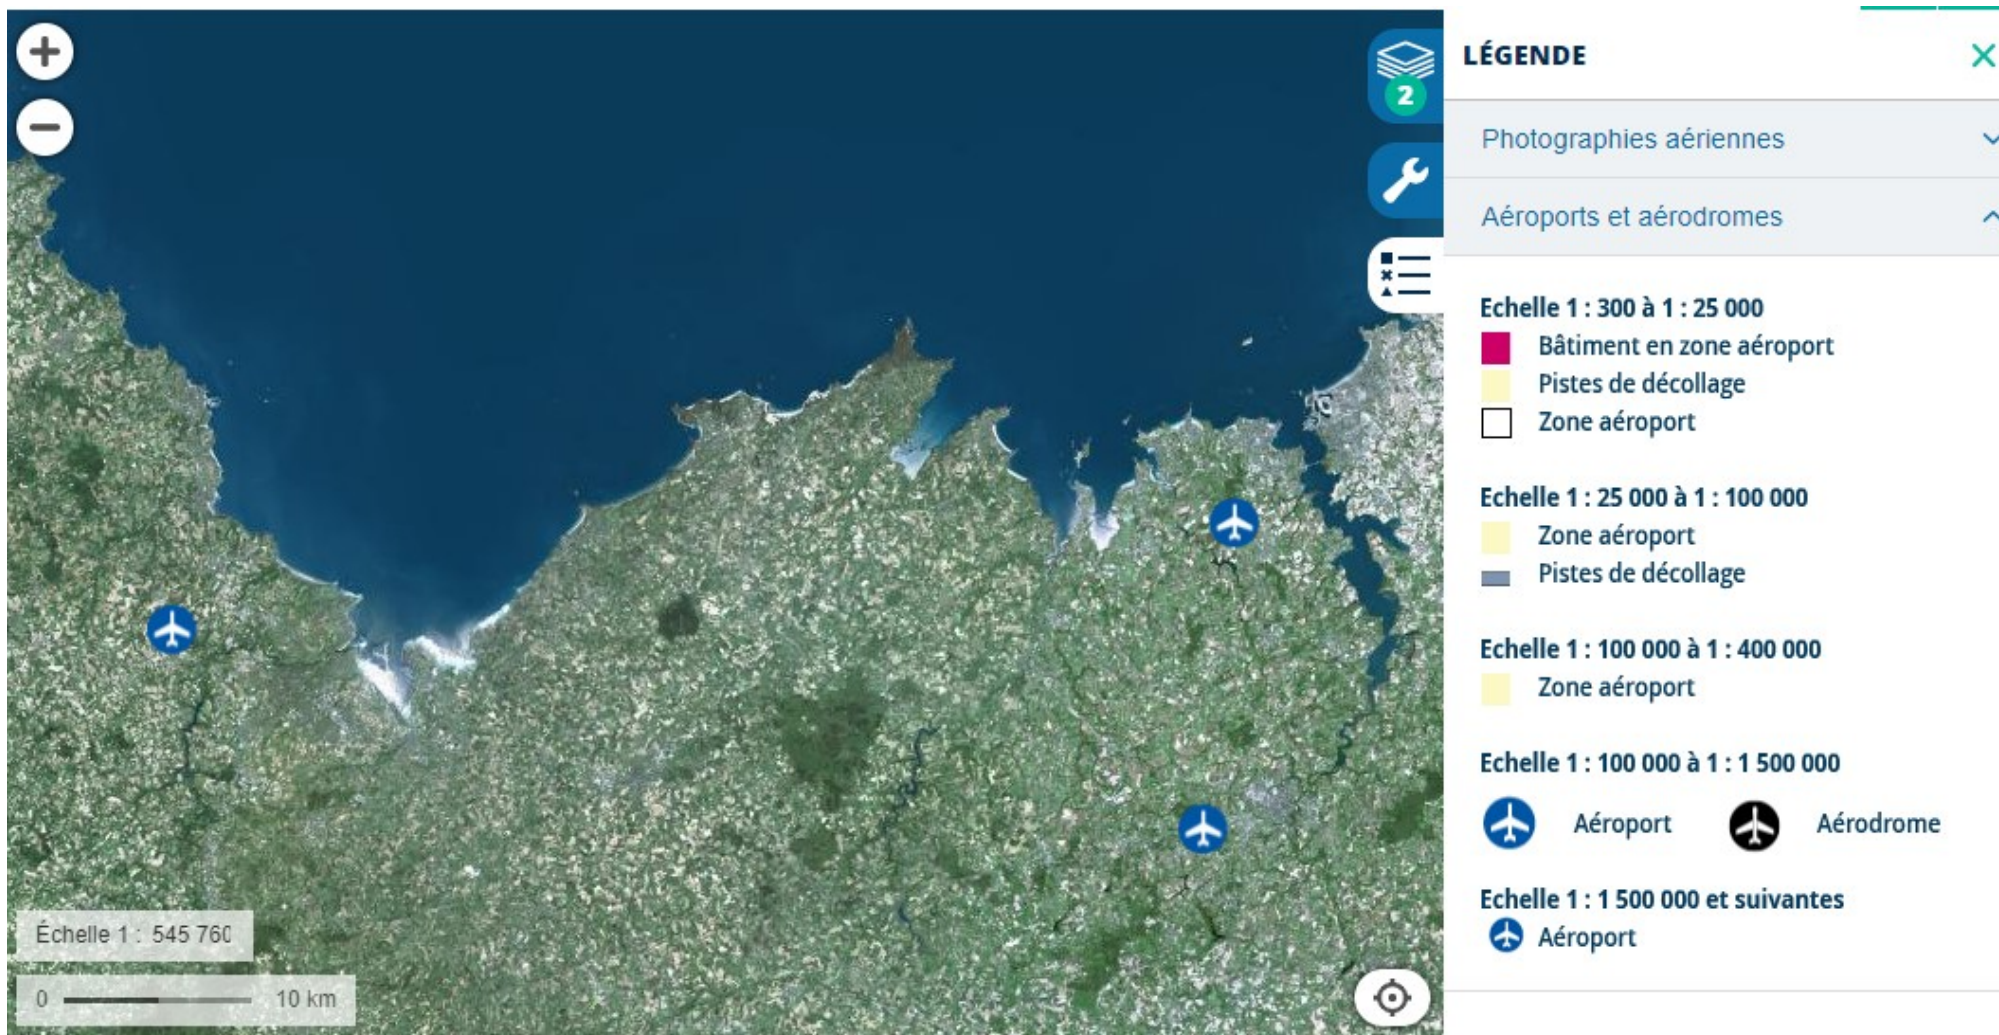 2
LÉGENDE
Photographies aériennes
Aéroports et aérodromes
Echelle 1 : 300 à 1 : 25 000
Bâtiment en zone aéroport
Pistes de décollage
Zone aéroport
Echelle 1 : 25 000 à 1 : 100 000
Zone aéroport
Pistes de décollage
Echelle 1 : 100 000 à 1 : 400 000
Zone aéroport
Echelle 1 : 100 000 à 1 : 1 500 000
Aéroport Aérodrome
Echelle 1 : 1 500 000 et suivantes
Aéroport
Échelle 1 : 545 760
0 10 km